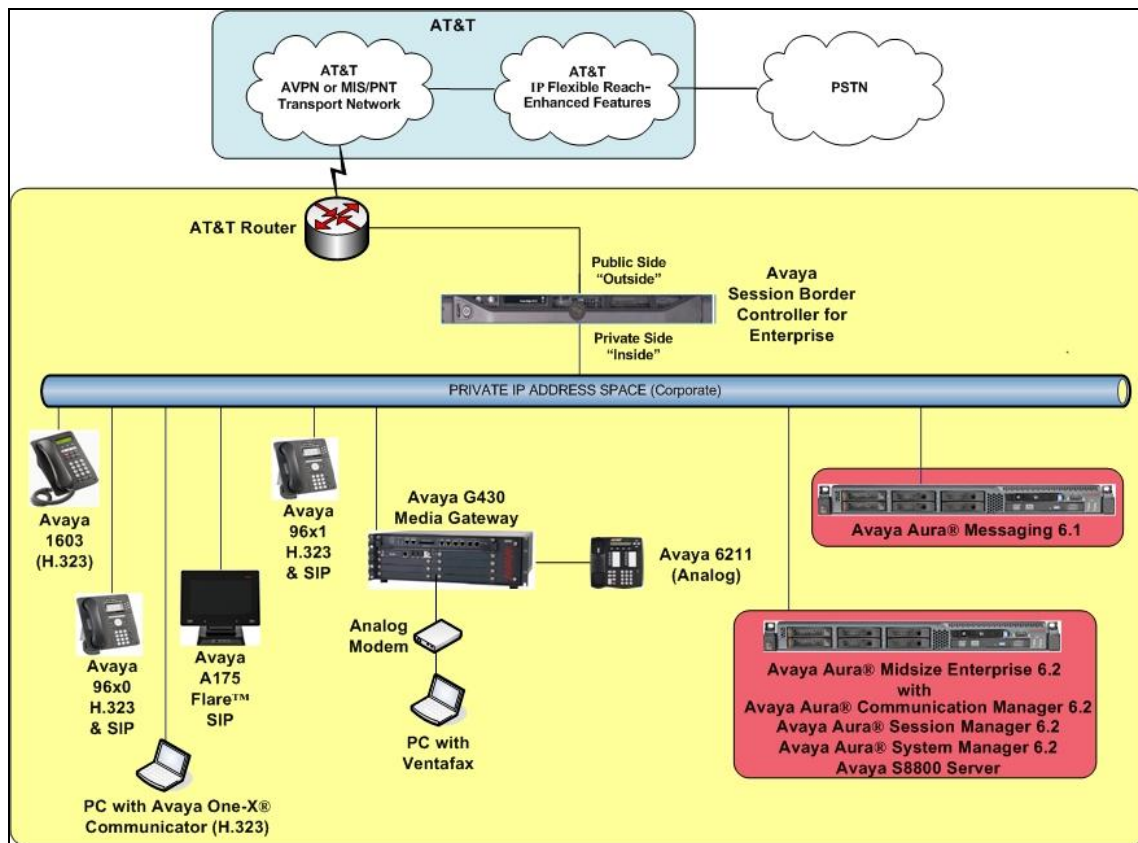 AT&T
AT&T
AVPN or MIS/PNT
Transport Network
AT&T
IP Flexible Reach-
Enhanced Features
PSTN
AT&T Router
Public Side
“Outside”
Avaya
Session Border
Controller for
Enterprise
Private Side
“Inside”
PRIVATE IP ADDRESS SPACE (Corporate)
Avaya
1603
(H.323)
Avaya
96x0
H.323
& SIP
PC with Avaya One-X®
Communicator (H.323)
Avaya
A175
Flare™
SIP
Avaya
96x1
H.323
& SIP
Avaya G430
Media Gateway
Avaya 6211
(Analog)
Analog
Modem
PC with
Ventafax
Avaya Aura® Messaging 6.1
Avaya Aura® Midsize Enterprise 6.2
with
Avaya Aura® Communication Manager 6.2
Avaya Aura® Session Manager 6.2
Avaya Aura® System Manager 6.2
Avaya S8800 Server